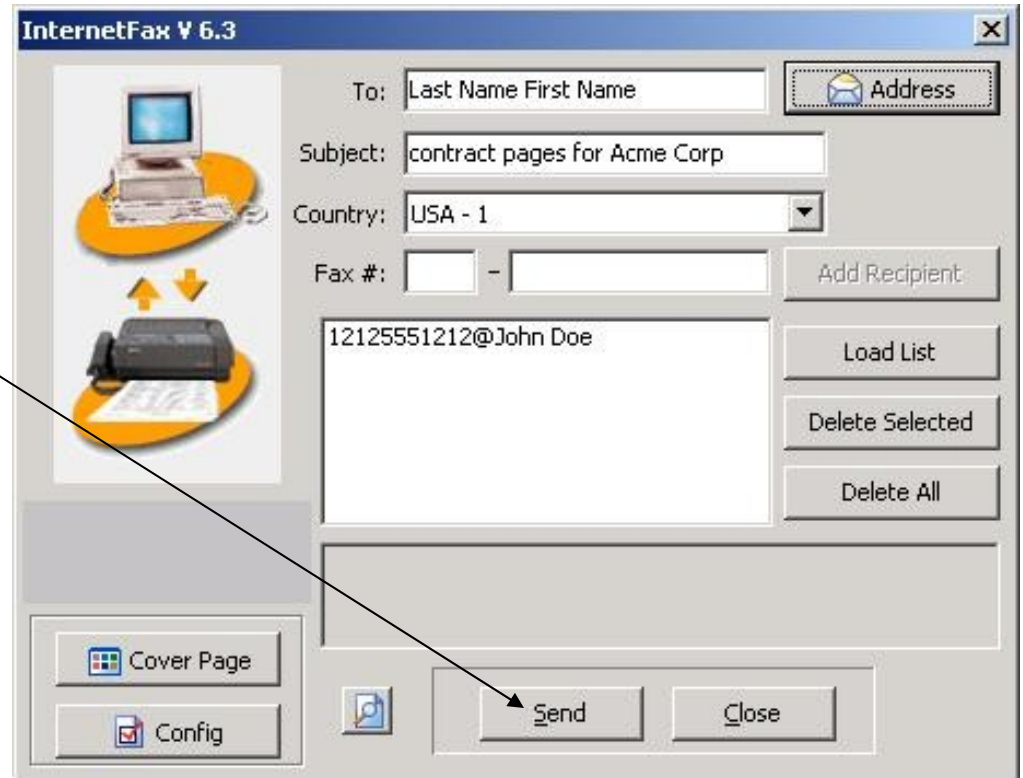 InternetFax V 6.3
To: Last Name First Name
Address
Subject: contract pages for Acme Corp
Country: USA - 1
Fax #: -
Add Recipient
12125551212@John Doe
Load List
Delete Selected
Delete All
Cover Page
Config
Send
Close